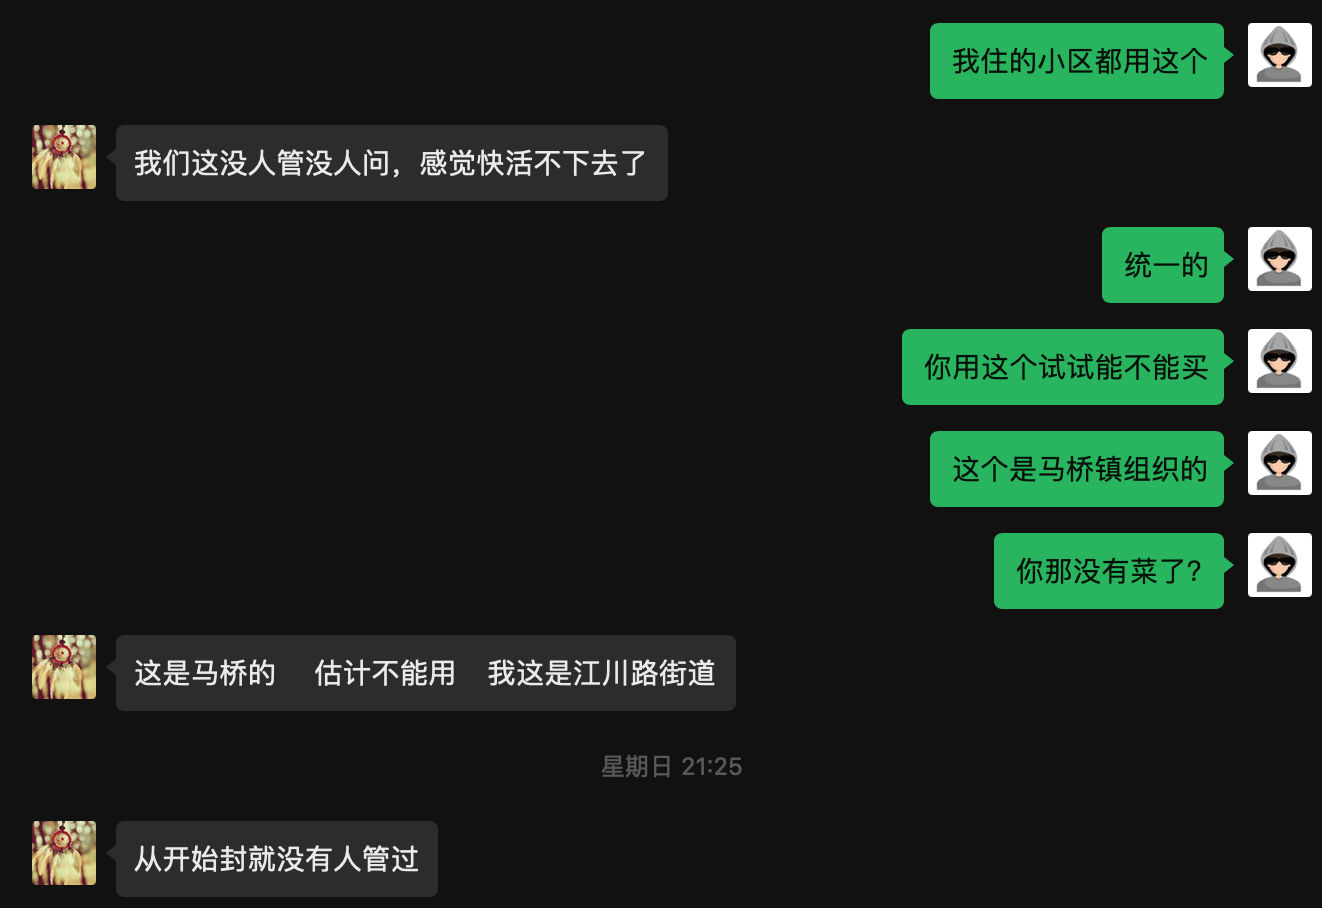 我住的小区都用这个
我们这没人管没人问，感觉快活不下去了
统一的
你用这个试试能不能买
这个是马桥镇组织的
你那没有菜了?
这是马桥的 估计不能用 我这是江川路街道
星期日 21:25
从开始封就没有人管过